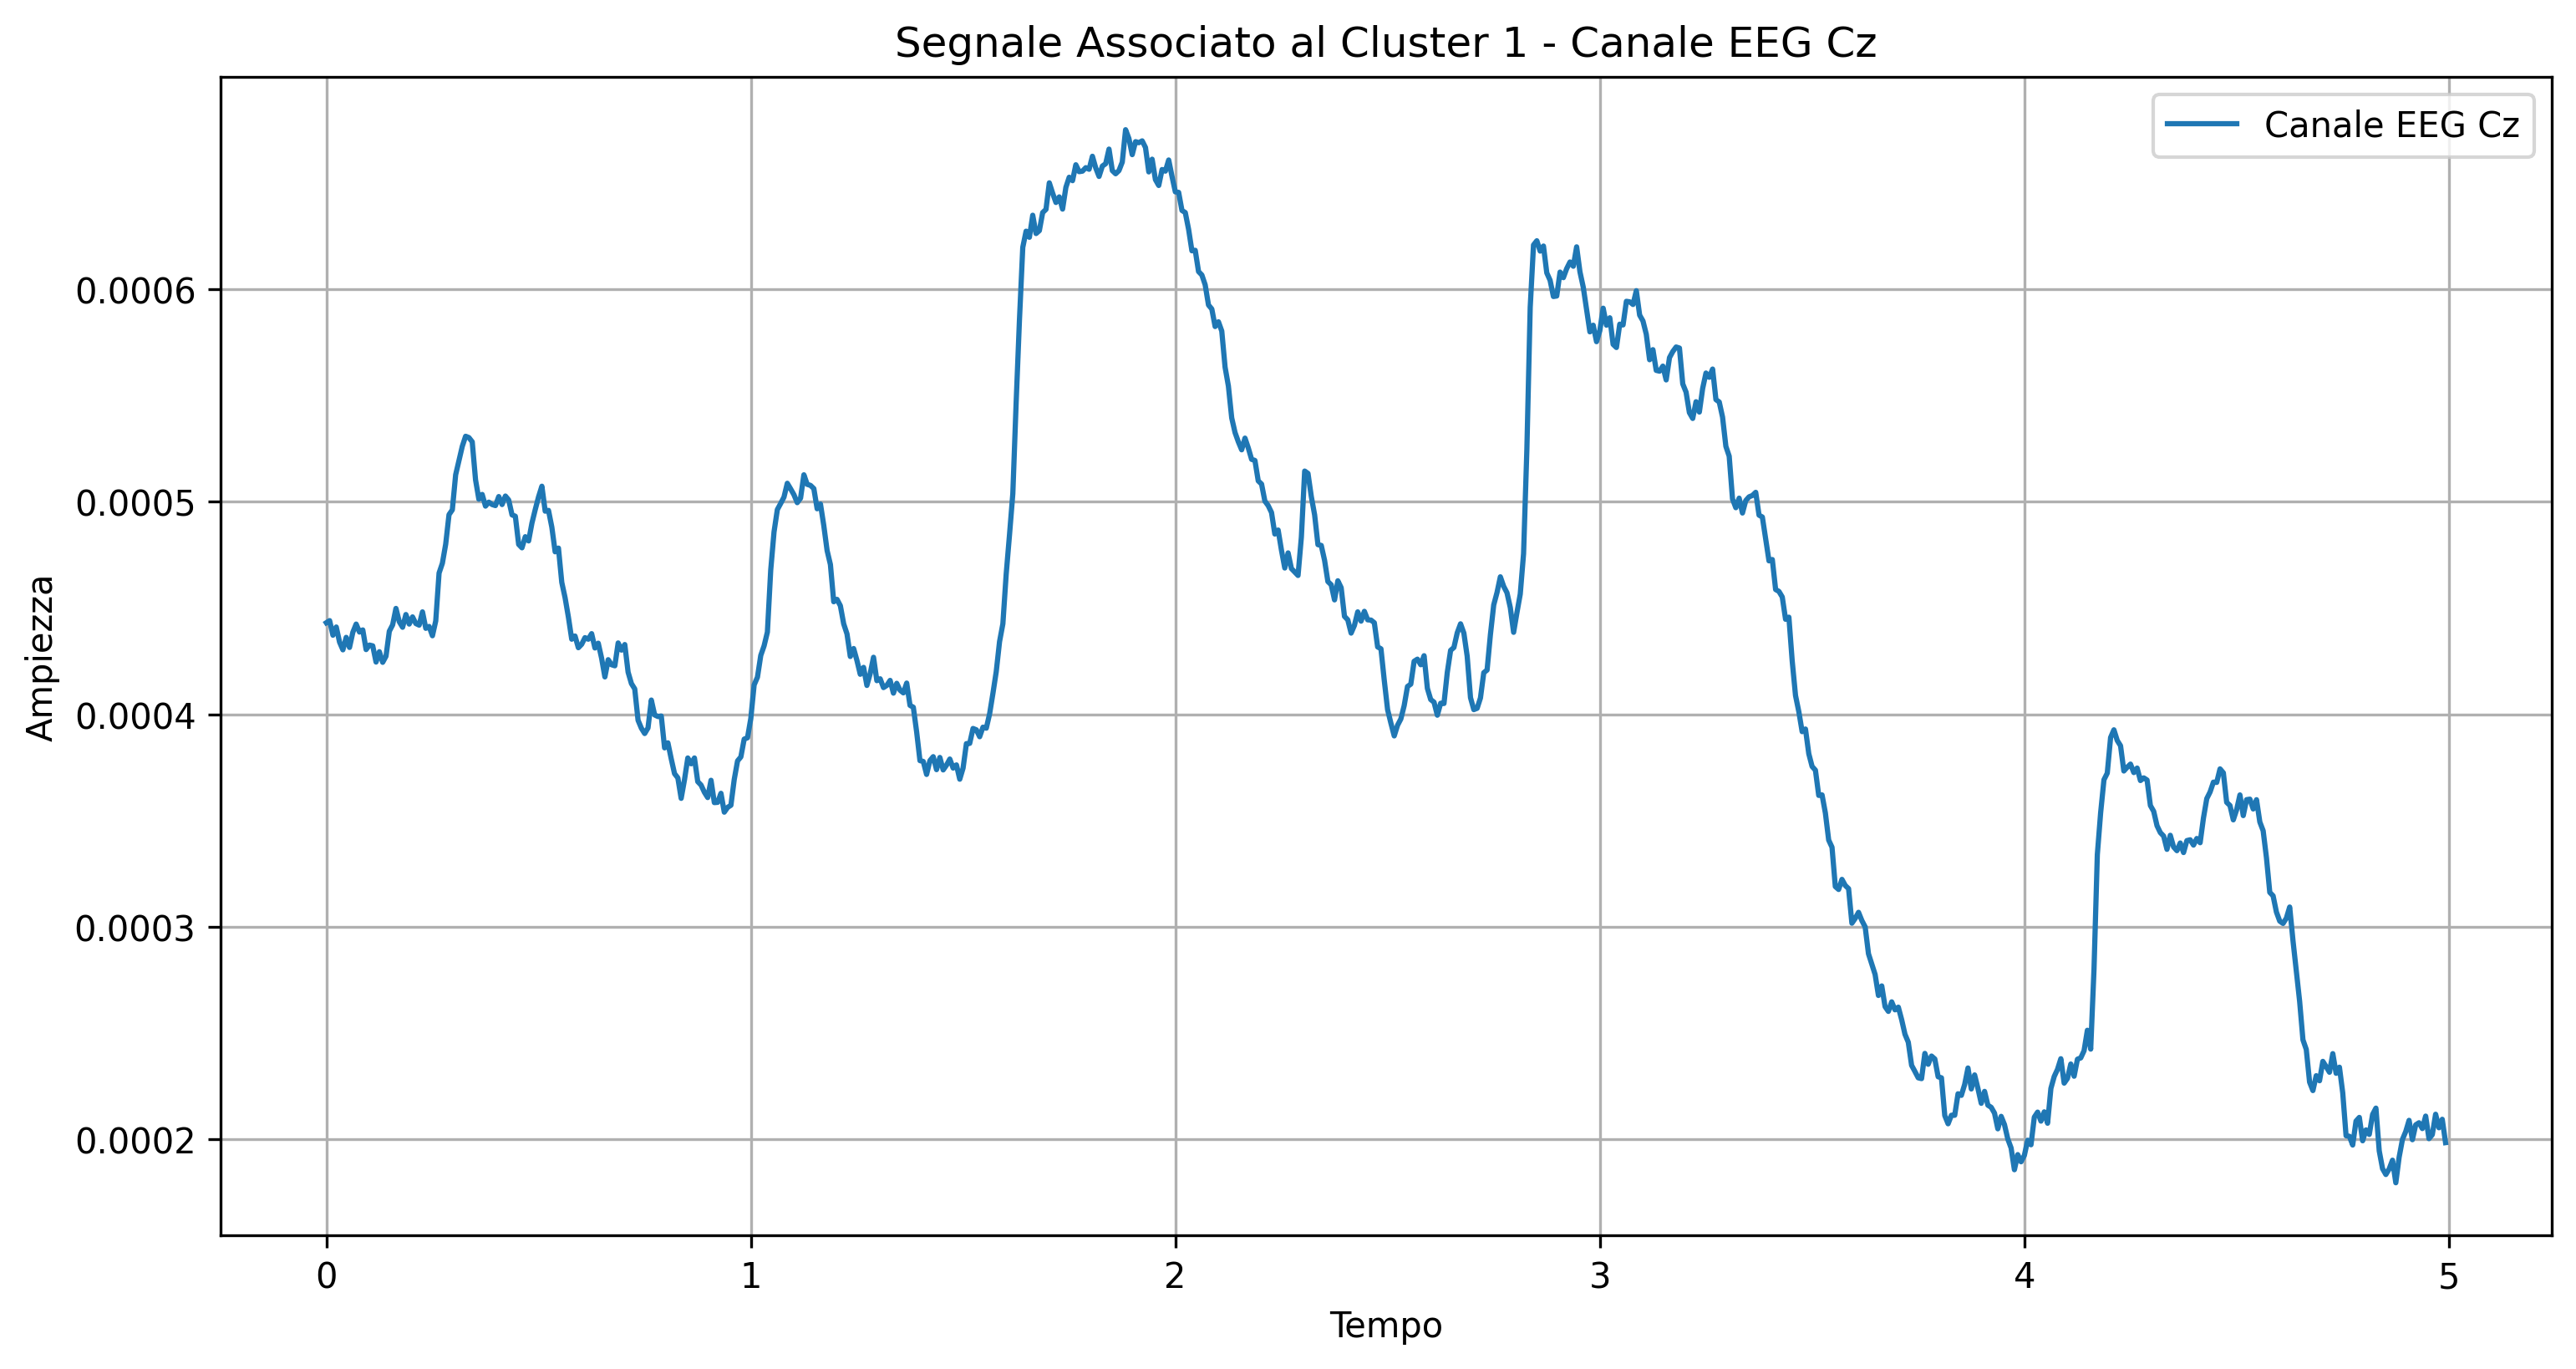 Segnale Associato al Cluster 1 - Canale EEG Cz
Canale EEG Cz
Ampiezza
0.0006
0.0005
0.0004
0.0003
0.0002
0 1 2 3 4 5
Tempo